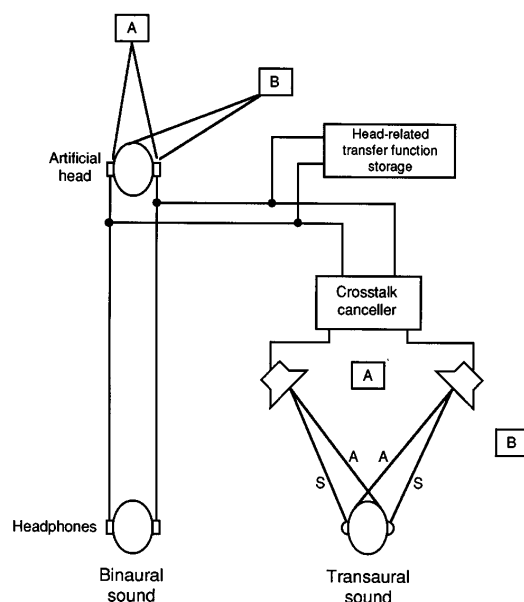 A
B
Artificial
head
Head-related
transfer function
storage
Crosstalk
canceller
A
B
A A
S S
Headphones
Binaural
sound
Transaural
sound